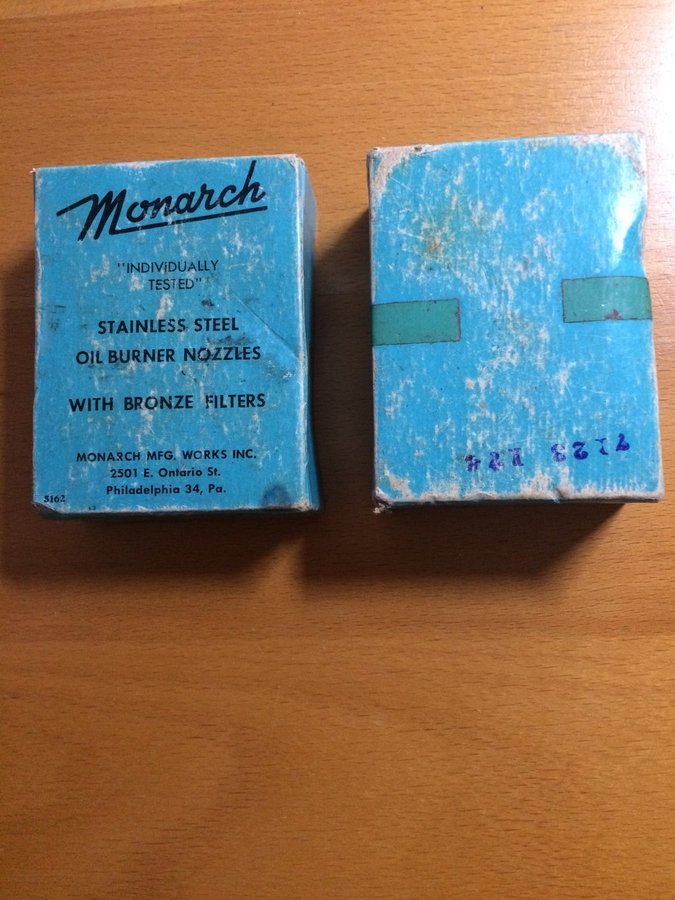 Monarch
"INDIVIDUALLY
TESTED"
STAINLESS STEEL
OIL BURNER NOZZLES
WITH BRONZE FILTERS
MONARCH MFG. WORKS INC.
2501 E. Ontario St.
Philadelphia 34, Pa.
5162